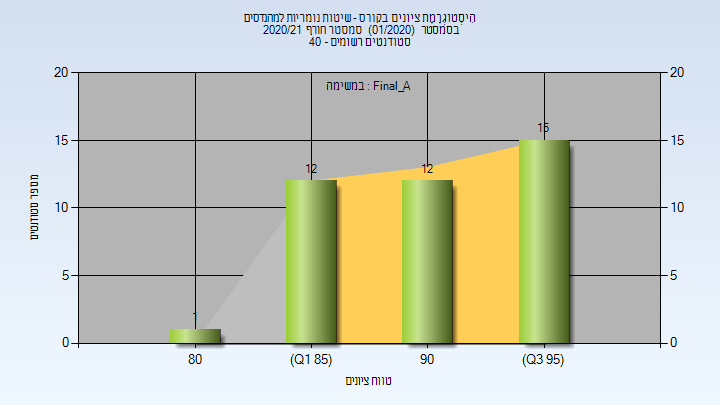 היסטוגרמת ציונים בקורס - שיטות נומריות למהנדסים
בסמסטר (01/2020) סמסטר חורף 2020/21
סטודנטים רשומים - 40
במשימה : Final_A
מספר סטודנטים
20
15
10
5
0
20
15
10
5
0
1
12
12
15
80
(Q1 85)
90
(Q3 95)
טווח ציונים